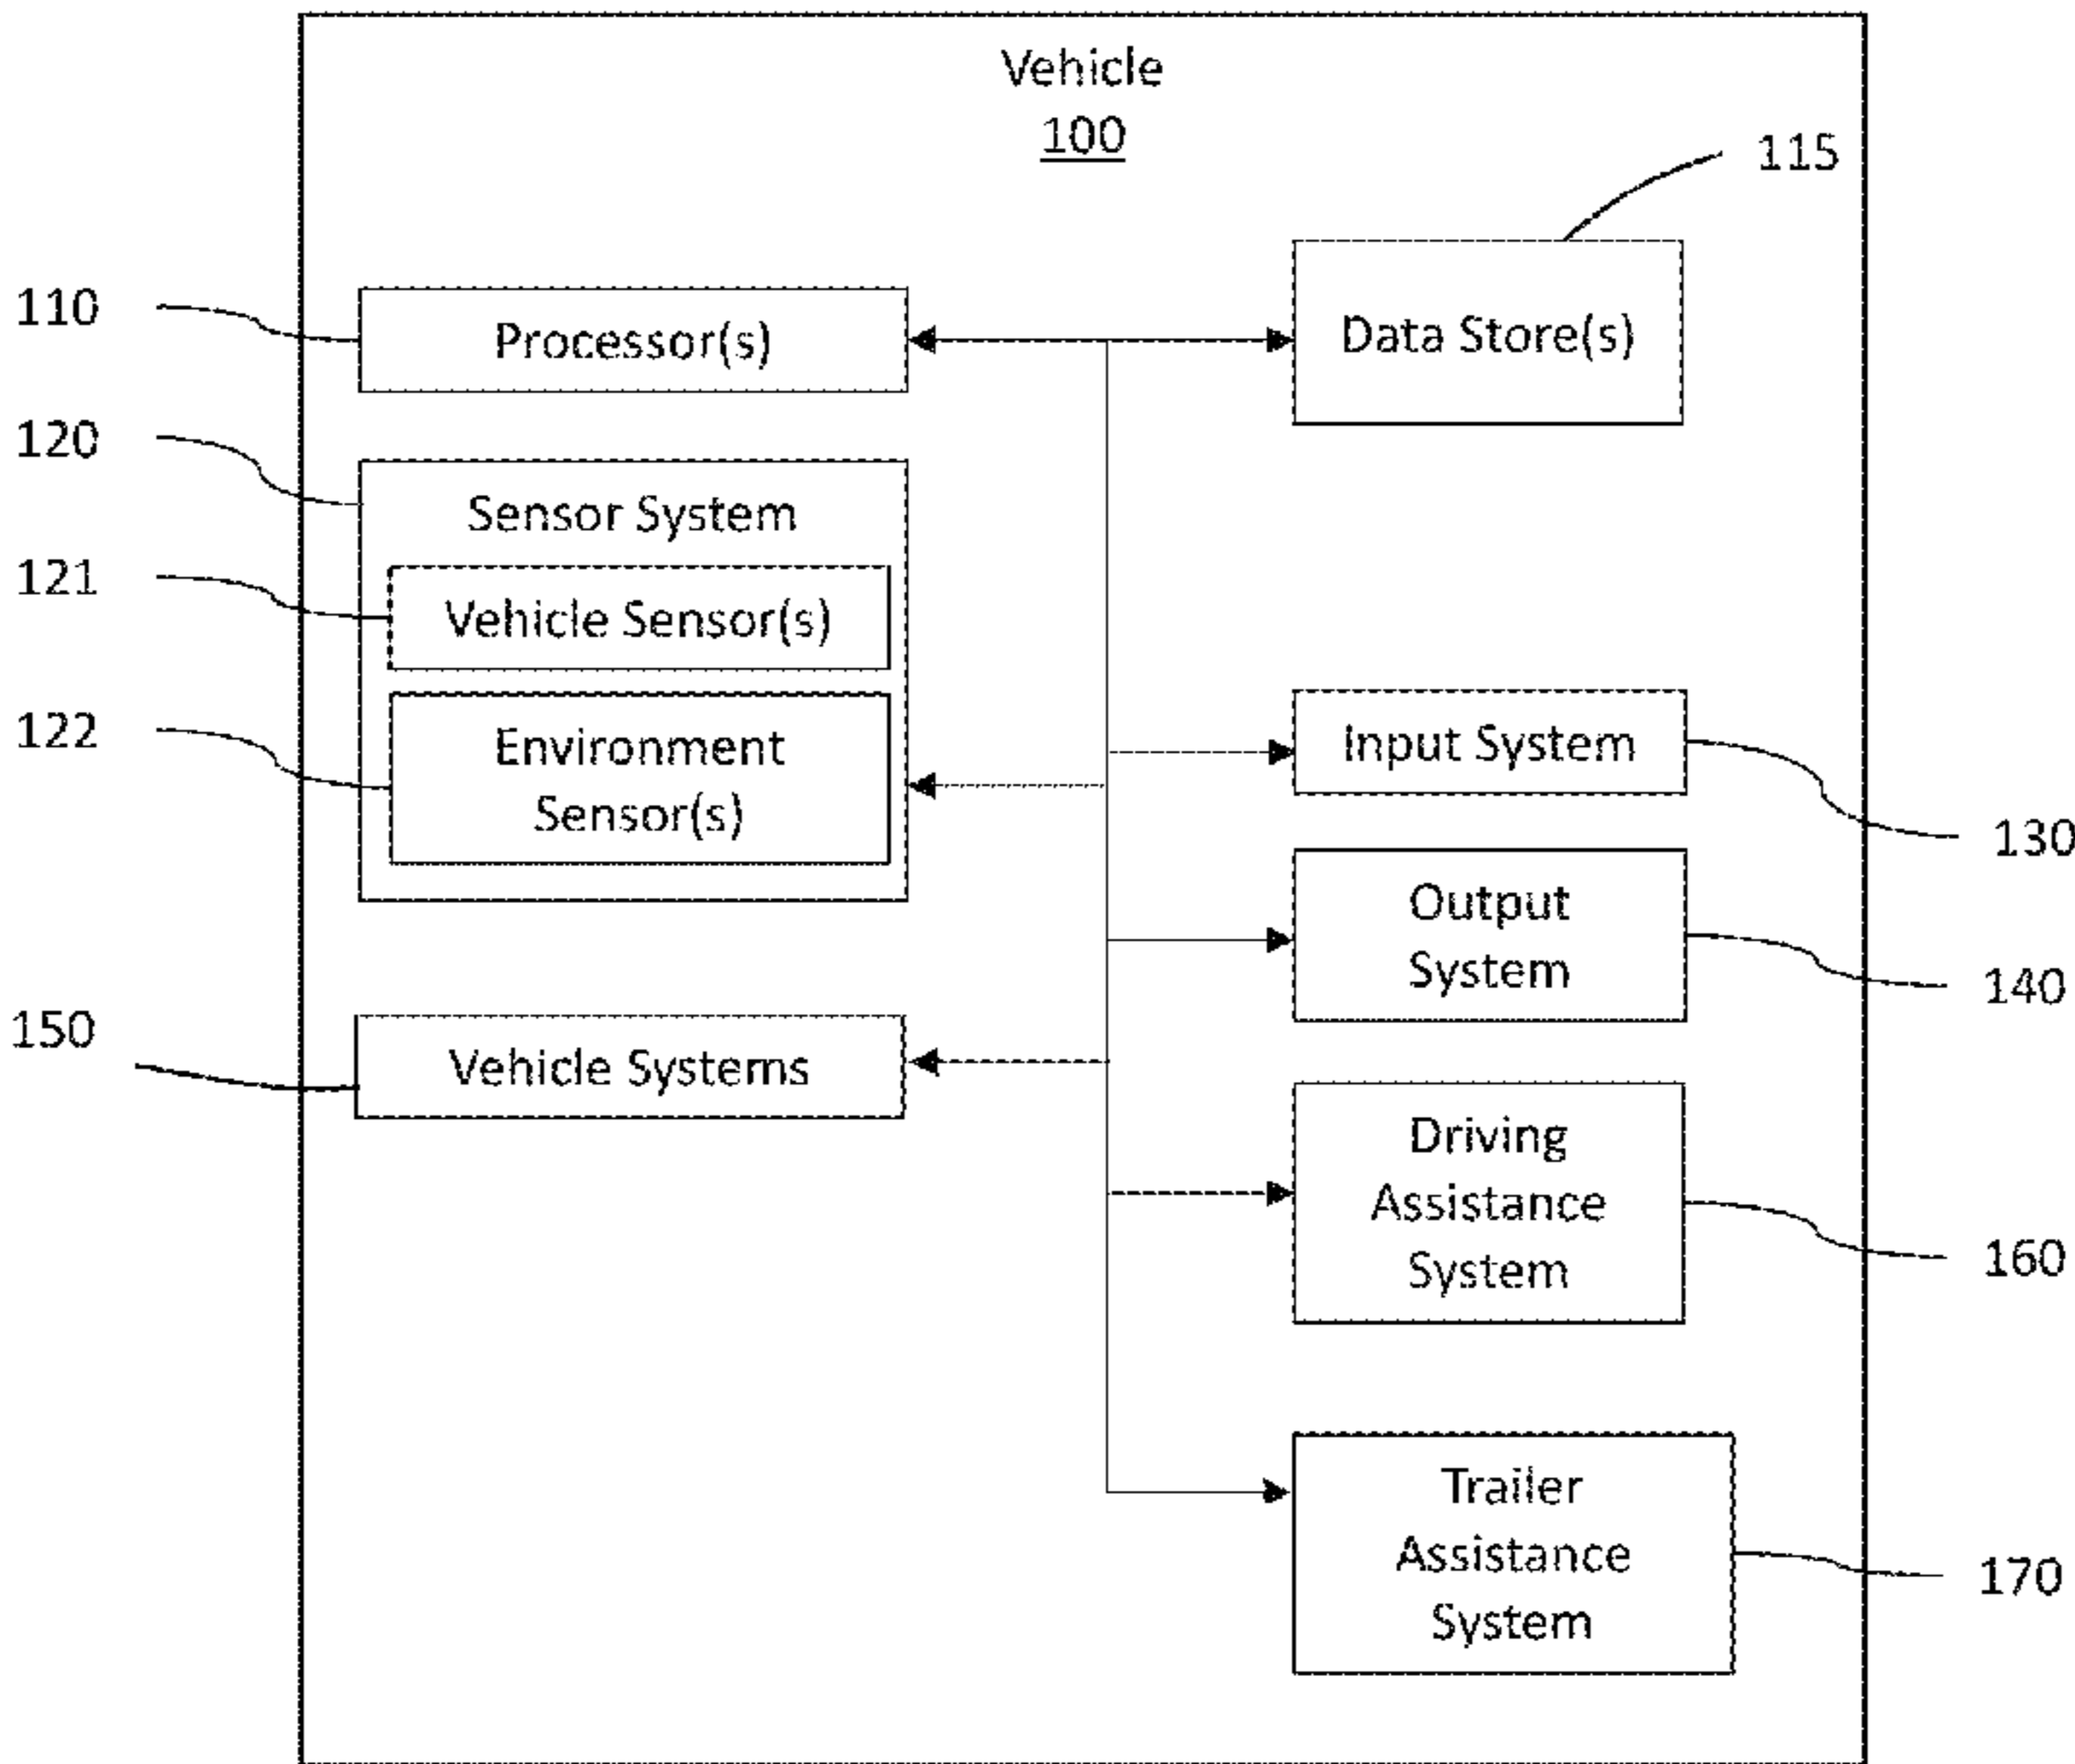 Vehicle
100
115
110
Processor(s)
Data Store(s)
120
Sensor System
121
Vehicle Sensor(s)
122
Environment
Sensor(s)
Input System
130
Output
System
140
150
Vehicle Systems
Driving
Assistance
System
160
Trailer
Assistance
System
170